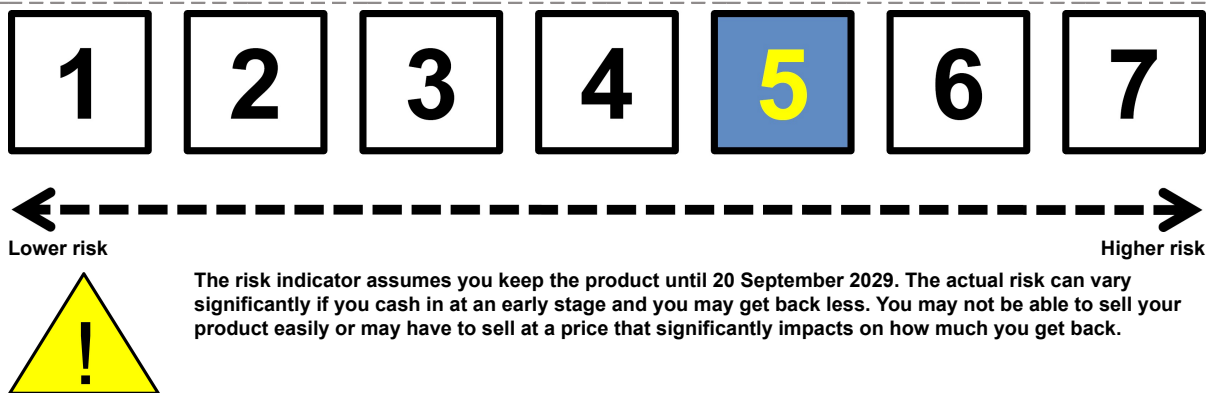 1 2 3 4 5 6 7
Lower risk Higher risk
The risk indicator assumes you keep the product until 20 September 2029. The actual risk can vary
significantly if you cash in at an early stage and you may get back less. You may not be able to sell your
product easily or may have to sell at a price that significantly impacts on how much you get back.
!